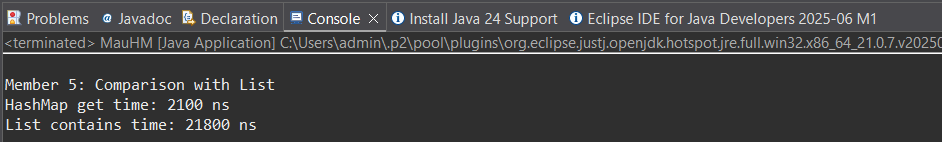 Problems Javadoc Declaration Console Install Java 24 Support Eclipse IDE for Java Developers 2025-06 M1
<terminated> MauHM [Java Application] C:\Users\admin\.p2\pool\plugins\org.eclipse.justj.openjdk.hotspot.jre.full.win32.x86_64_21.0.7.v2025
Member 5: Comparison with List
HashMap get time: 2100 ns
List contains time: 21800 ns